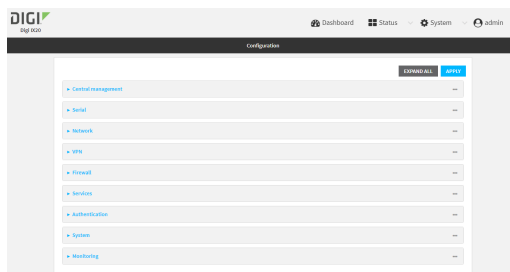 DIGI
Digi IX20
Dashboard
Status
System
admin
Configuration
EXPAND ALL
APPLY
Central management
Serial
Network
VPN
Firewall
Services
Authentication
System
Monitoring